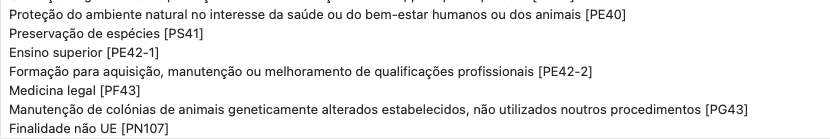 Proteção do ambiente natural no interesse da saúde ou do bem-estar humanos ou dos animais [PE40]
Preservação de espécies [PS41]
Ensino superior [PE42-1]
Formação para aquisição, manutenção ou melhoramento de qualificações profissionais [PE42-2]
Medicina legal [PF43]
Manutenção de colónias de animais geneticamente alterados estabelecidos, não utilizados noutros procedimentos [PG43]
Finalidade não UE [PN107]